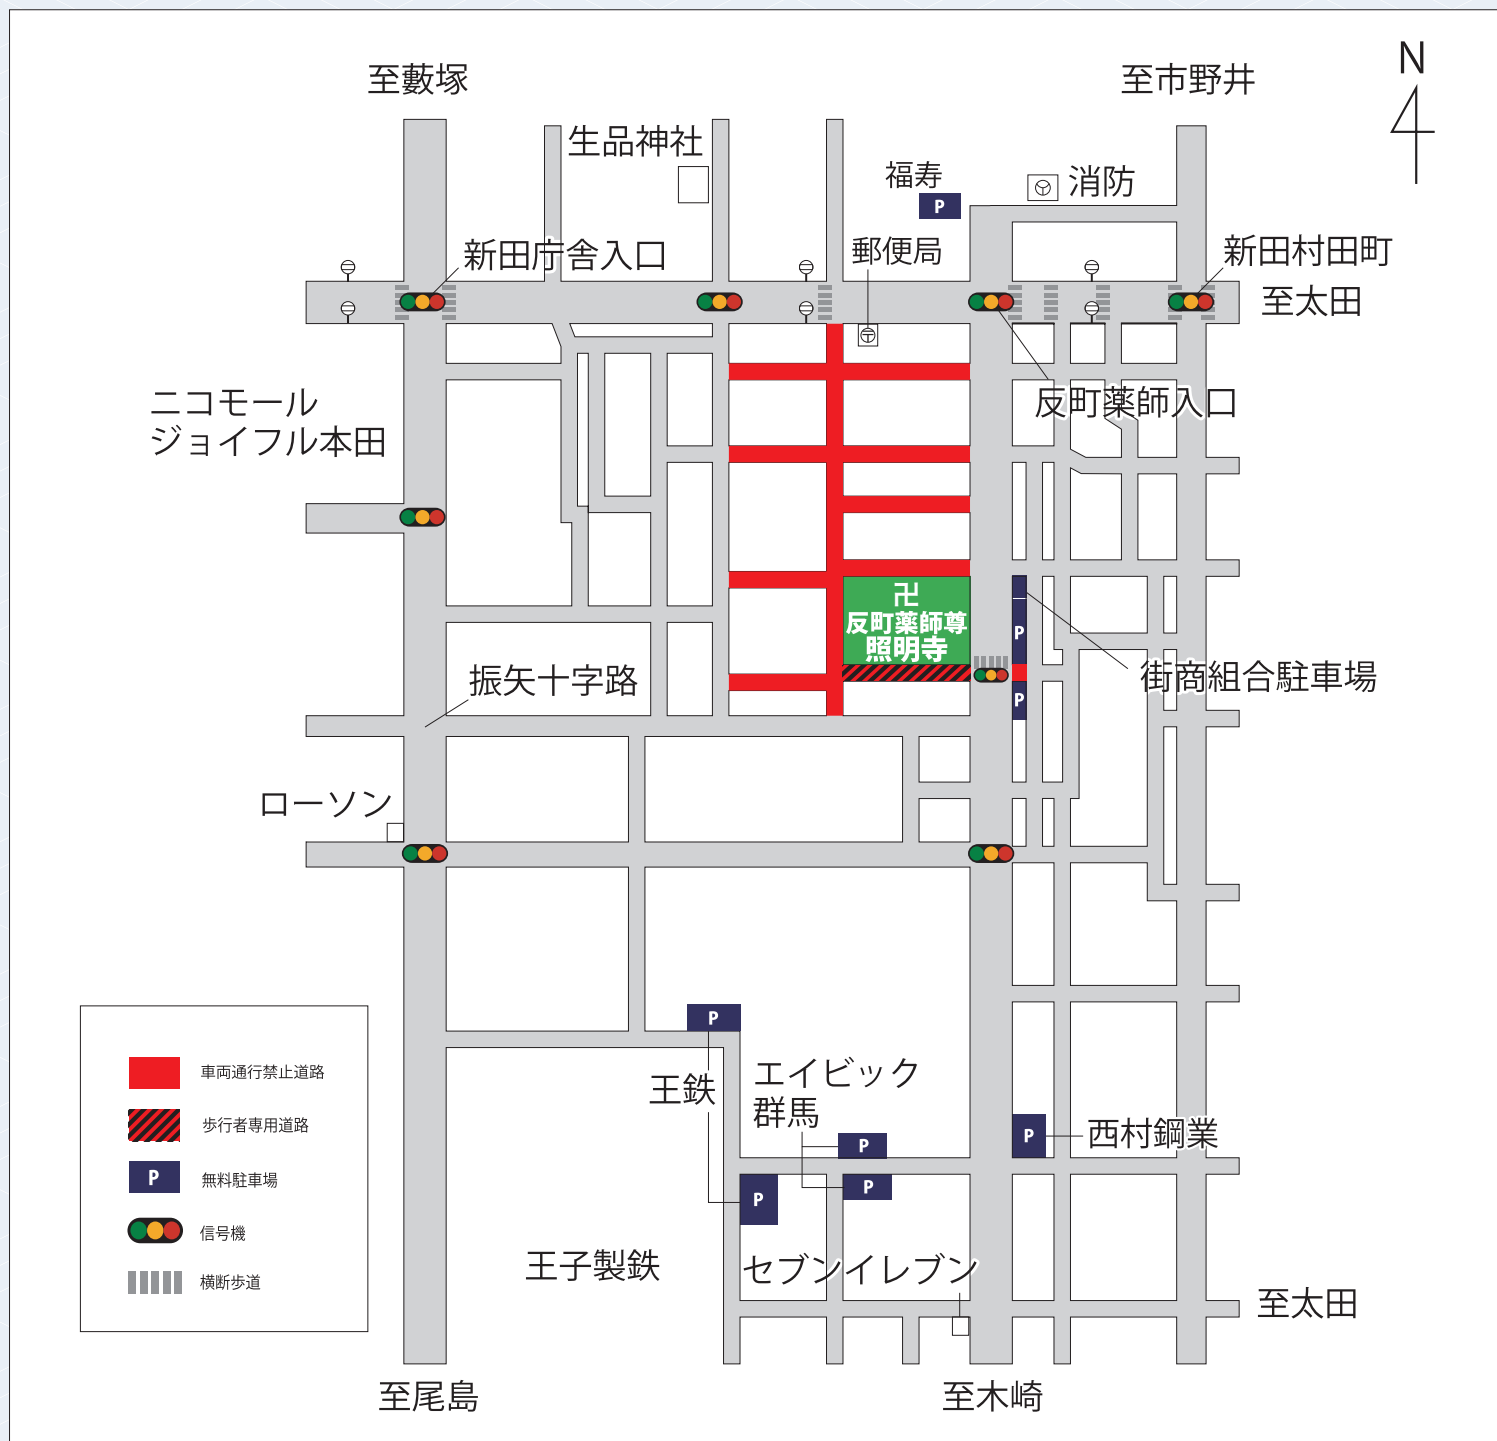 N
至藪塚
至市野井
生品神社
福寿
P
消防
新田庁舎入口
郵便局
新田村田町
至太田
ニコモール
ジョイフル本田
反町薬師入口
卍
反町薬師尊
照明寺
P
P
振矢十字路
街商組合駐車場
ローソン
P
王鉄
エイビック
群馬
P
P
P
P
西村鋼業
王子製鉄
セブンイレブン
至太田
至尾島
至木崎
車両通行禁止道路
歩行者専用道路
P
無料駐車場
信号機
横断歩道